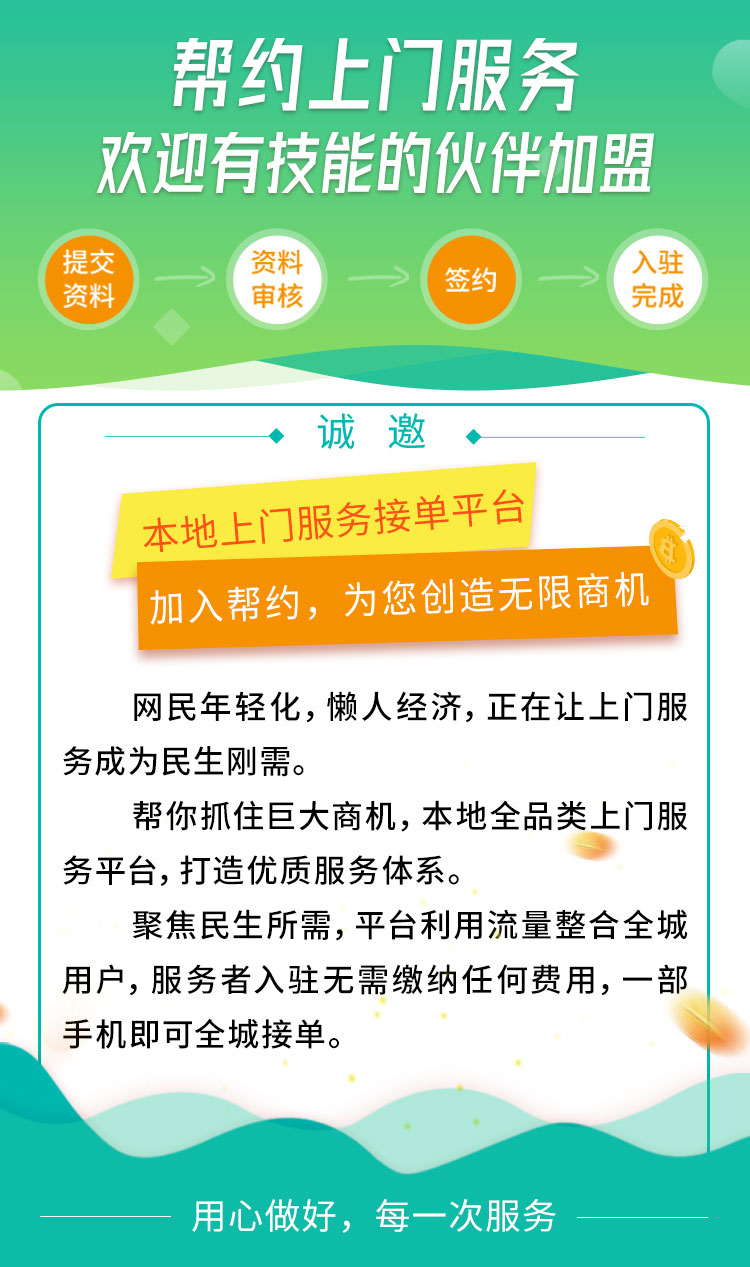 帮约上门服务
欢迎有技能的伙伴加盟
提交
资料
资料
审核
签约
入驻
完成
诚 邀
本地上门服务接单平台
加入帮约，为您创造无限商机
网民年轻化，懒人经济，正在让上门服
务成为民生刚需。
帮你抓住巨大商机，本地全品类上门服
务平台，打造优质服务体系。
聚焦民生所需，平台利用流量整合全城
用户，服务者入驻无需缴纳任何费用，一部
手机即可全城接单。
用心做好，每一次服务